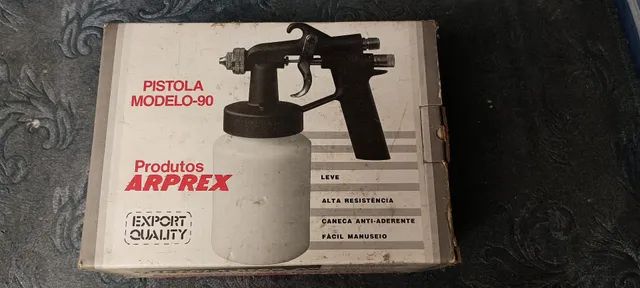 PISTOLA
MODELO-90
Produtos
ARPREX
EXPORT
QUALITY
LEVE
ALTA RESISTÊNCIA
CANECA ANTI-ADERENTE
FÁCIL MANUSEIO